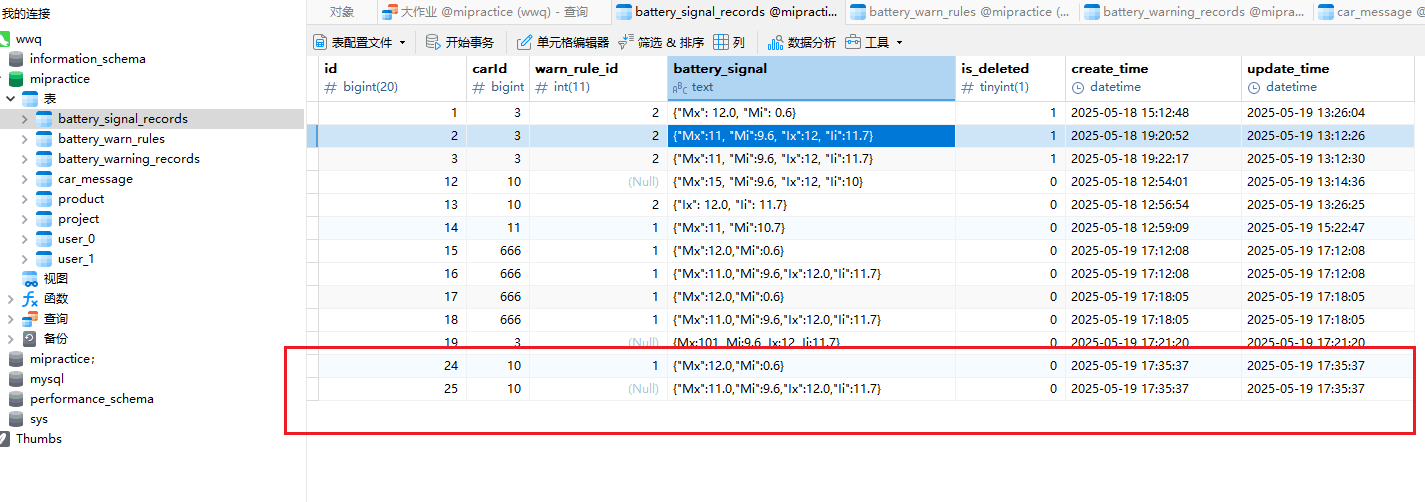 我的连接
wwq
information_schema
mipractice
表
battery_signal_records
battery_warn_rules
battery_warning_records
car_message
product
project
user_0
user_1
视图
函数
查询
备份
mipractice;
mysql
performance_schema
sys
Thumbs
对象 大作业 @mipractice (wwq) - 查询 battery_signal_records @mipracti... battery_warn_rules @mipractice (... battery_warning_records @mipra... car_message @
表配置文件 开始事务 单元格编辑器 筛选 & 排序 列 数据分析 工具
id carId warn_rule_id battery_signal is_deleted create_time update_time
# bigint(20) # bigint # int(11) ABC text # tinyint(1) datetime datetime
1 3 2 {"Mx": 12.0, "Mi": 0.6} 1 2025-05-18 15:12:48 2025-05-19 13:26:04
2 3 2 {"Mx":11, "Mi":9.6, "Ix":12, "Ii":11.7} 1 2025-05-18 19:20:52 2025-05-19 13:12:26
3 3 2 {"Mx":11, "Mi":9.6, "Ix":12, "Ii":11.7} 1 2025-05-18 19:22:17 2025-05-19 13:12:30
12 10 (Null) {"Mx":15, "Mi":9.6, "Ix":12, "Ii":10} 0 2025-05-18 12:54:01 2025-05-19 13:14:36
13 10 2 {"Ix": 12.0, "Ii": 11.7} 0 2025-05-18 12:56:54 2025-05-19 13:26:25
14 11 1 {"Mx":11, "Mi":10.7} 0 2025-05-18 12:59:09 2025-05-19 15:22:47
15 666 1 {"Mx":12.0,"Mi":0.6} 0 2025-05-19 17:12:08 2025-05-19 17:12:08
16 666 1 {"Mx":11.0,"Mi":9.6,"Ix":12.0,"Ii":11.7} 0 2025-05-19 17:12:08 2025-05-19 17:12:08
17 666 1 {"Mx":12.0,"Mi":0.6} 0 2025-05-19 17:18:05 2025-05-19 17:18:05
18 666 1 {"Mx":11.0,"Mi":9.6,"Ix":12.0,"Ii":11.7} 0 2025-05-19 17:18:05 2025-05-19 17:18:05
19 3 (Null) {Mx:101, Mi:9.6, Ix:12, Ii:11.7} 0 2025-05-19 17:21:20 2025-05-19 17:21:20
24 10 1 {"Mx":12.0,"Mi":0.6} 0 2025-05-19 17:35:37 2025-05-19 17:35:37
25 10 (Null) {"Mx":11.0,"Mi":9.6,"Ix":12.0,"Ii":11.7} 0 2025-05-19 17:35:37 2025-05-19 17:35:37